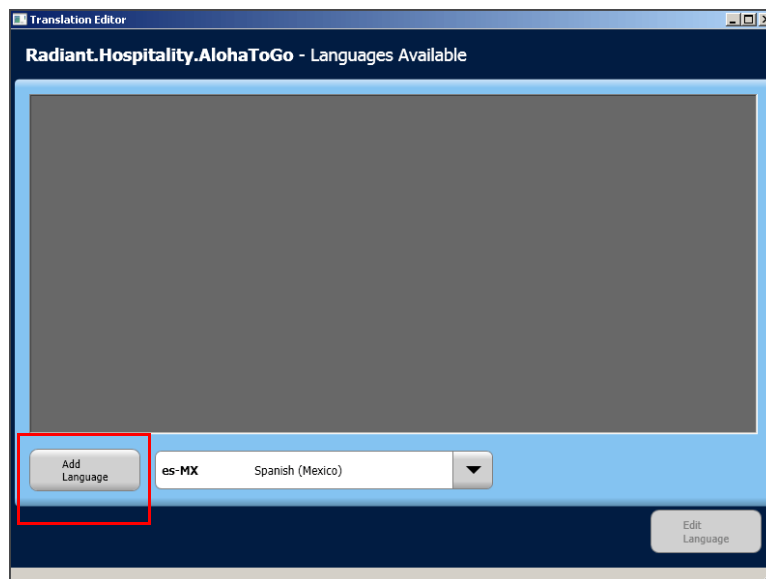 Translation Editor
Radiant.Hospitality.AlohaToGo - Languages Available
Add
Language
es-MX Spanish (Mexico)
Edit
Language